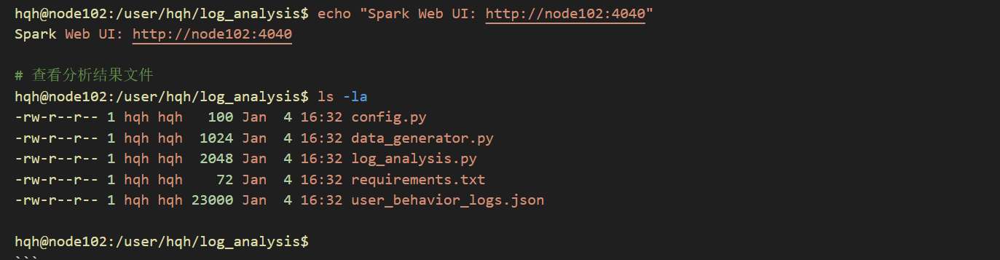 hqh@node102:/user/hqh/log_analysis$ echo "Spark Web UI: http://node102:4040"
Spark Web UI: http://node102:4040
# 查看分析结果文件
hqh@node102:/user/hqh/log_analysis$ ls -la
-rw-r--r-- 1 hqh hqh   100 Jan  4 16:32 config.py
-rw-r--r-- 1 hqh hqh  1024 Jan  4 16:32 data_generator.py
-rw-r--r-- 1 hqh hqh  2048 Jan  4 16:32 log_analysis.py
-rw-r--r-- 1 hqh hqh    72 Jan  4 16:32 requirements.txt
-rw-r--r-- 1 hqh hqh 23000 Jan  4 16:32 user_behavior_logs.json
hqh@node102:/user/hqh/log_analysis$
```